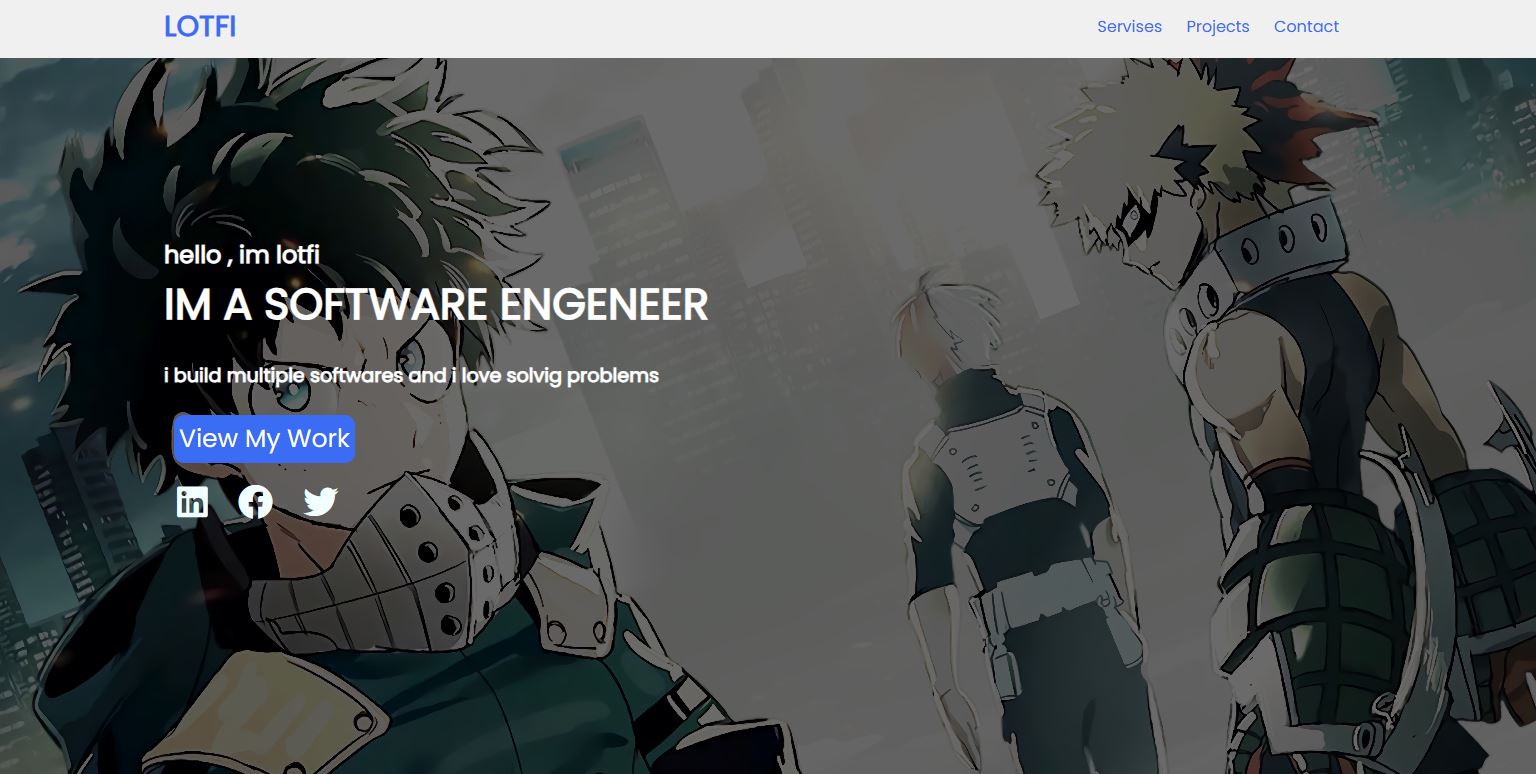 LOTFI
Servises Projects Contact
hello , im lotfi
IM A SOFTWARE ENGENEER
i build multiple softwares and i love solvig problems
View My Work
in